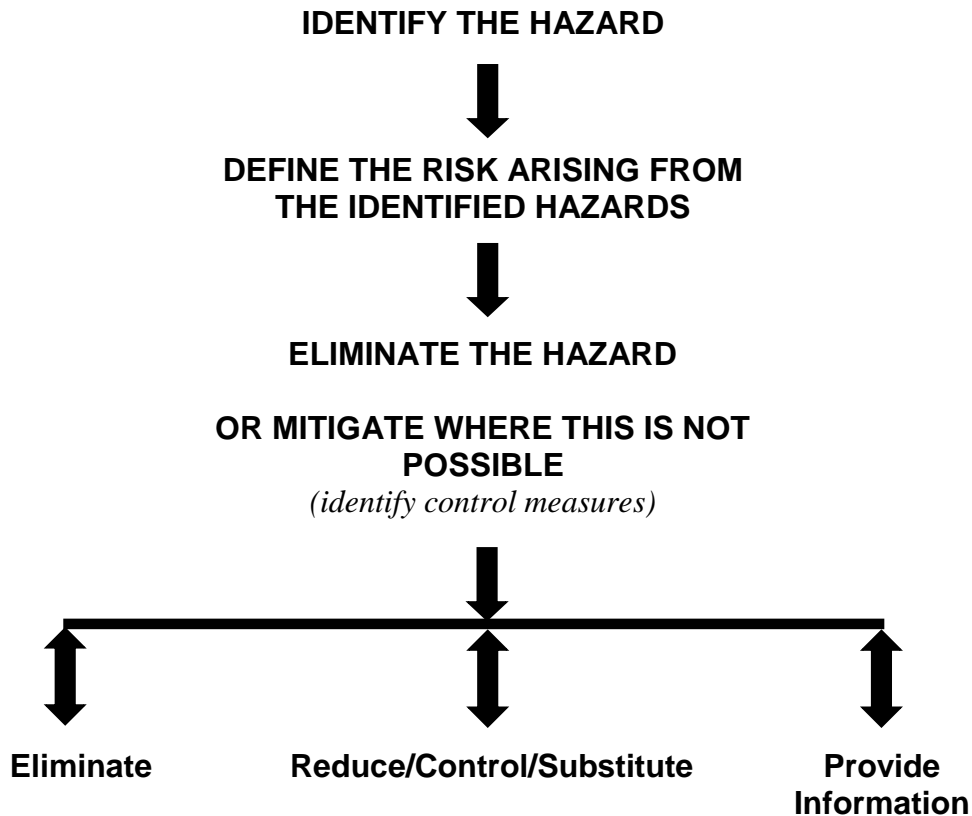 IDENTIFY THE HAZARD
DEFINE THE RISK ARISING FROM
THE IDENTIFIED HAZARDS
ELIMINATE THE HAZARD
OR MITIGATE WHERE THIS IS NOT
POSSIBLE
(identify control measures)
Eliminate
Reduce/Control/Substitute
Provide
Information